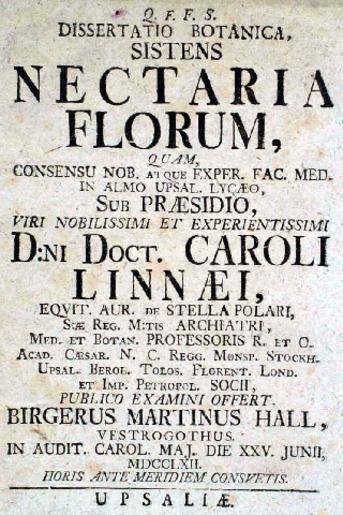 Q. F. F. S.
DISSERTATIO BOTANICA,
SISTENS
NECTARIA
FLORUM,
QUAM,
CONSENSU NOB. ATQUE EXPER. FAC. MED.
IN ALMO UPSAL. LYCÆO,
SUB PRÆSIDIO,
VIRI NOBILISSIMI ET EXPERIENTISSIMI
D:NI DOCT. CAROLI
LINNÆI,
EQVIT. AUR. DE STELLA POLARI,
SÆ REG. M:TIS ARCHIATRI,
MED. ET BOTAN. PROFESSORIS R. ET O.
ACAD. CÆSAR. N. C. REGG. MONSP. STOCKH.
UPSAL. BEROL. TOLOS. FLORENT. LOND.
ET IMP. PETROPOL. SOCII,
PUBLICO EXAMINI OFFERT.
BIRGERUS MARTINUS HALL,
VESTROGOTHUS.
IN AUDIT. CAROL. MAJ. DIE XXV. JUNII,
MDCCLXII.
HORIS ANTE MERIDIEM CONSVETIS.
UPSALIÆ.